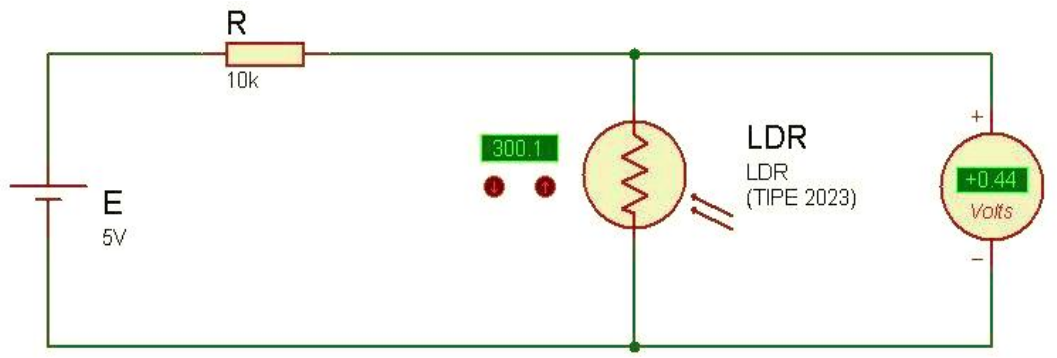 R
10k
E
5V
300.1
LDR
LDR
(TIPE 2023)
+
+0.44
Volts
−